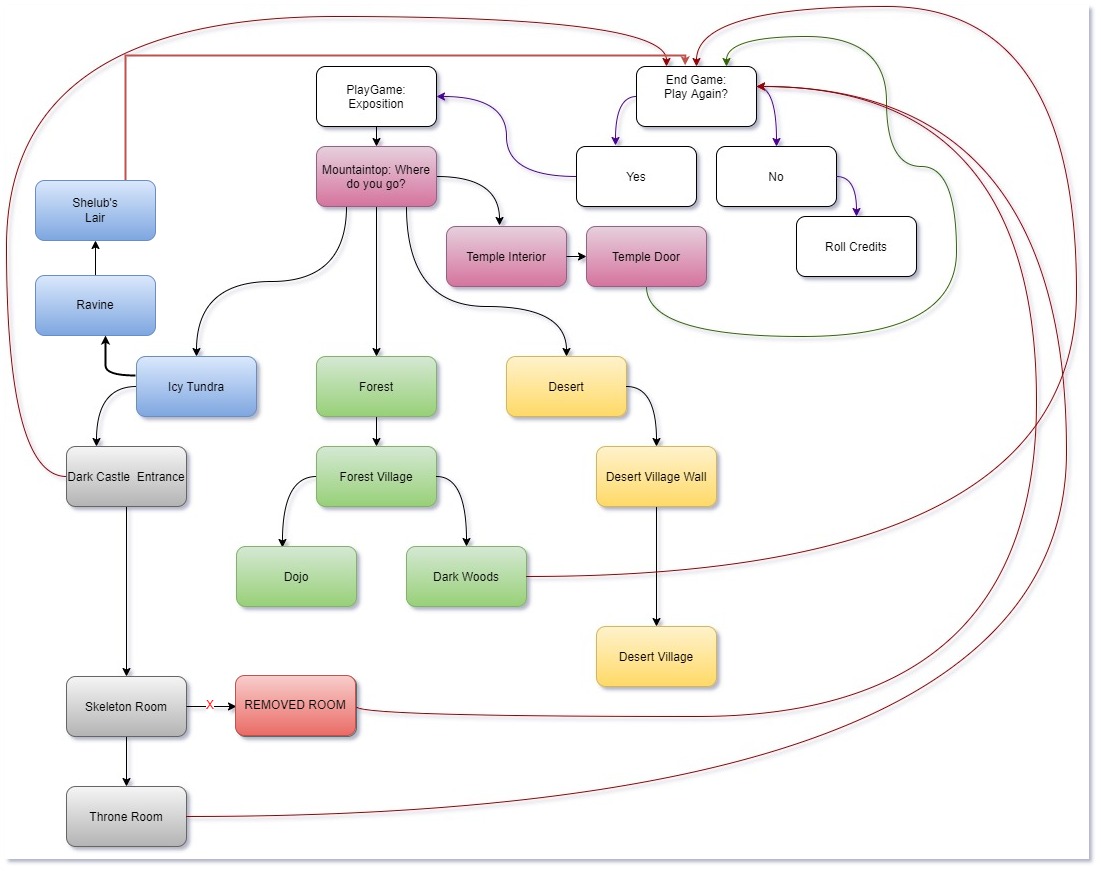 PlayGame:
Exposition
End Game:
Play Again?
Mountaintop: Where
do you go?
Yes
No
Shelub's
Lair
Roll Credits
Temple Interior
Temple Door
Ravine
Icy Tundra
Forest
Desert
Dark Castle  Entrance
Forest Village
Desert Village Wall
Dojo
Dark Woods
Desert Village
Skeleton Room
X
REMOVED ROOM
Throne Room